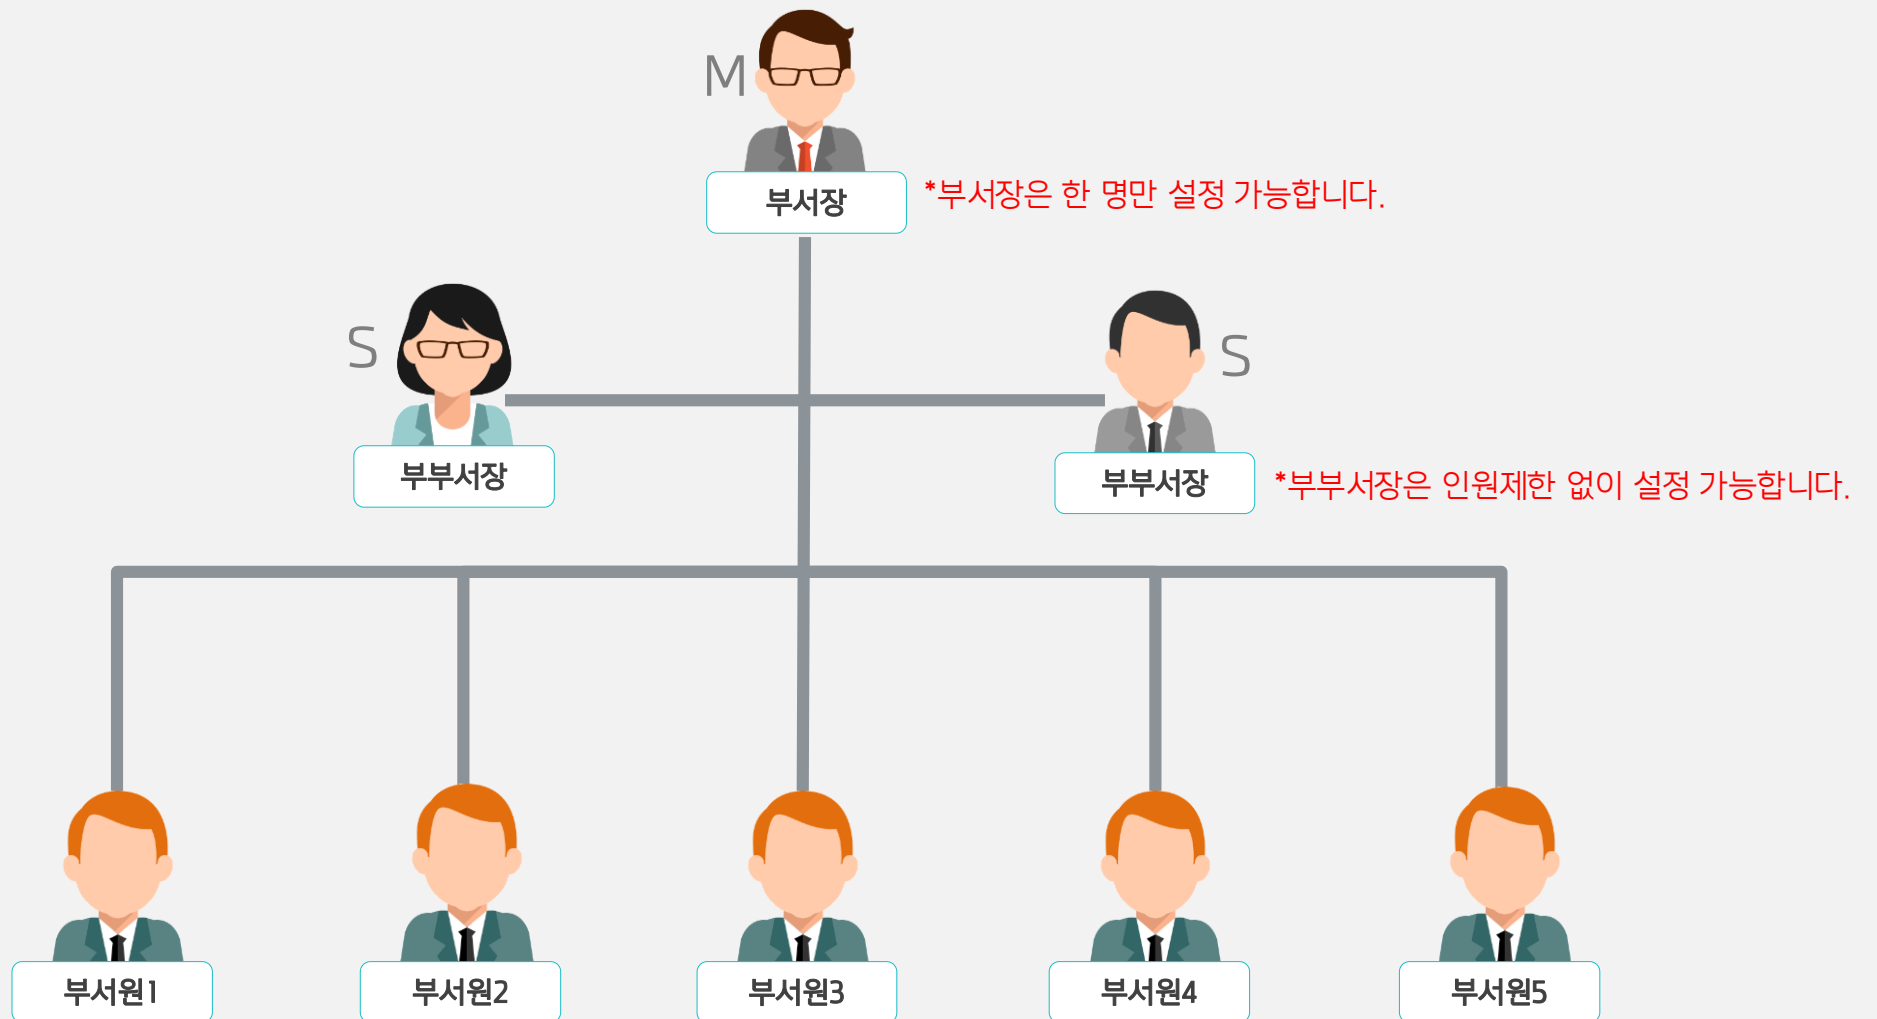 M
부서장
*부서장은 한 명만 설정 가능합니다.
S
S
부부서장
부부서장
*부부서장은 인원제한 없이 설정 가능합니다.
부서원1
부서원2
부서원3
부서원4
부서원5